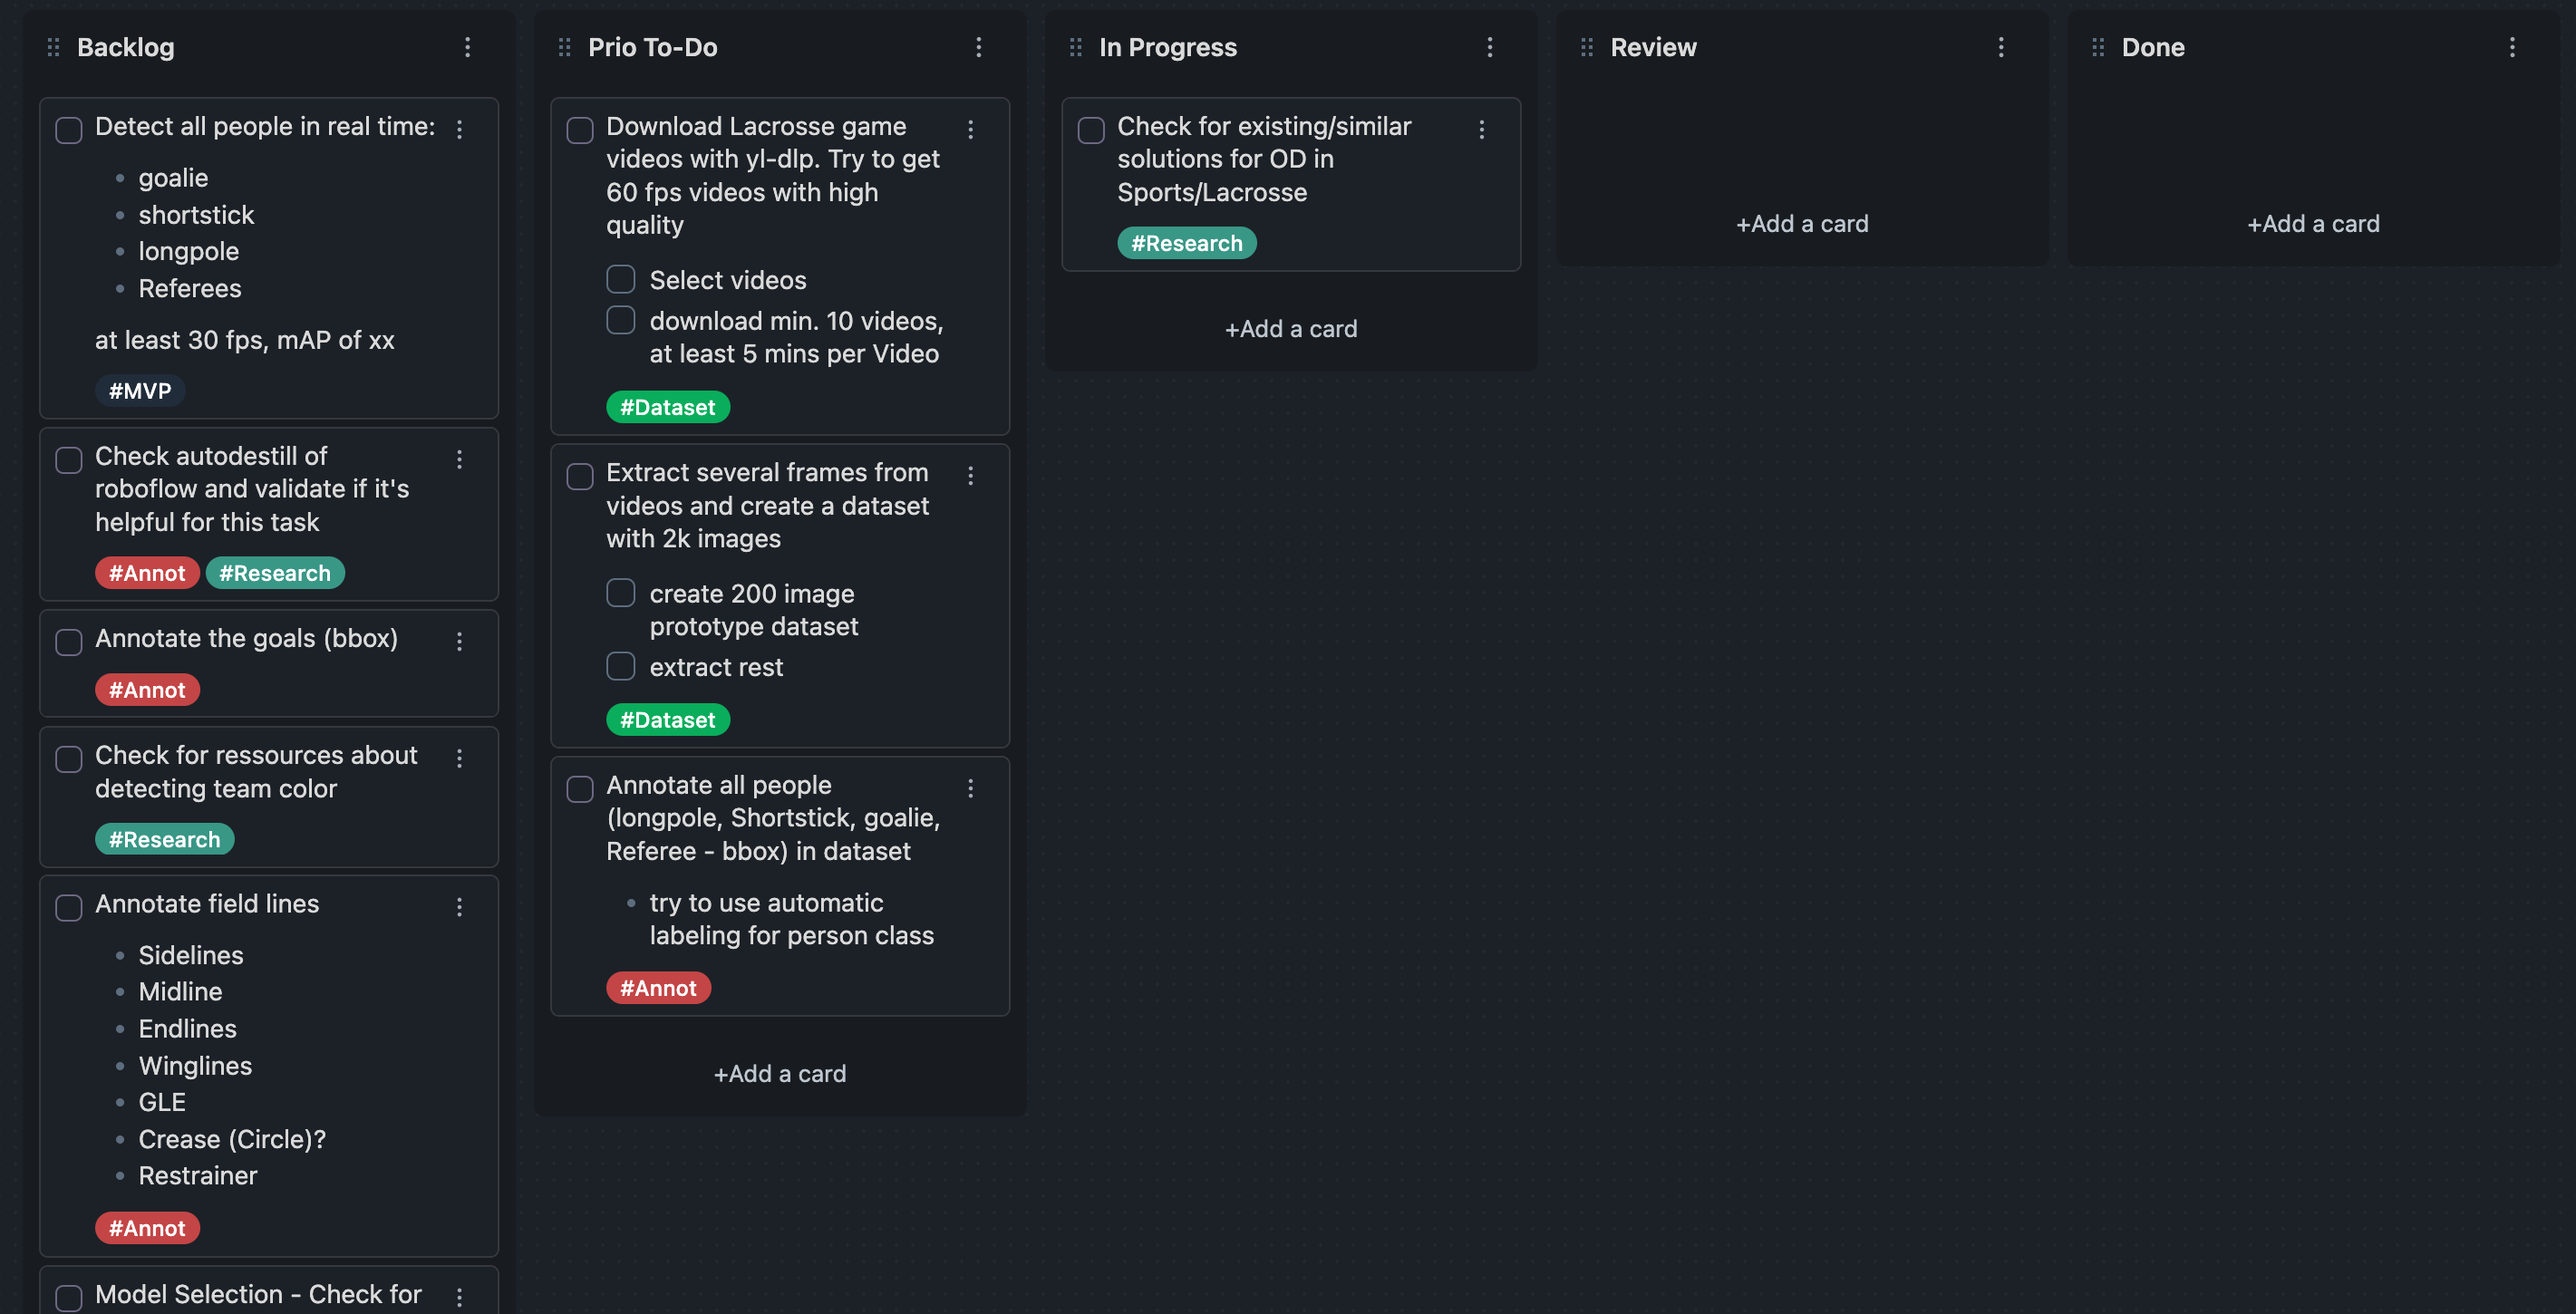 Backlog
Detect all people in real time:
goalie
shortstick
longpole
Referees
at least 30 fps, mAP of xx
#MVP
Check autodestill of
roboflow and validate if it's
helpful for this task
#Annot #Research
Annotate the goals (bbox)
#Annot
Check for ressources about
detecting team color
#Research
Annotate field lines
Sidelines
Midline
Endlines
Winglines
GLE
Crease (Circle)?
Restrainer
#Annot
Model Selection - Check for
Prio To-Do
Download Lacrosse game
videos with yl-dlp. Try to get
60 fps videos with high
quality
Select videos
download min. 10 videos,
at least 5 mins per Video
#Dataset
Extract several frames from
videos and create a dataset
with 2k images
create 200 image
prototype dataset
extract rest
#Dataset
Annotate all people
(longpole, Shortstick, goalie,
Referee - bbox) in dataset
try to use automatic
labeling for person class
#Annot
+Add a card
In Progress
Check for existing/similar
solutions for OD in
Sports/Lacrosse
#Research
+Add a card
Review
+Add a card
Done
+Add a card